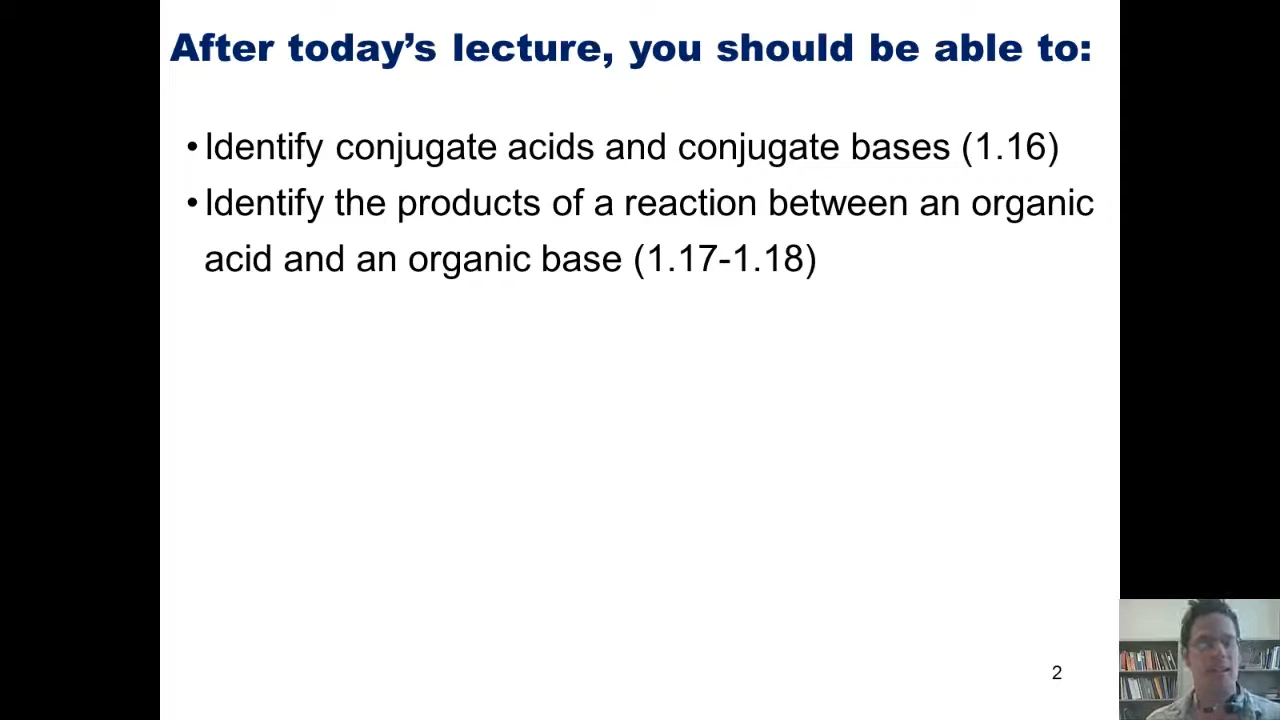 After today’s lecture, you should be able to:
•Identify conjugate acids and conjugate bases (1.16)
•Identify the products of a reaction between an organic
acid and an organic base (1.17-1.18)
2